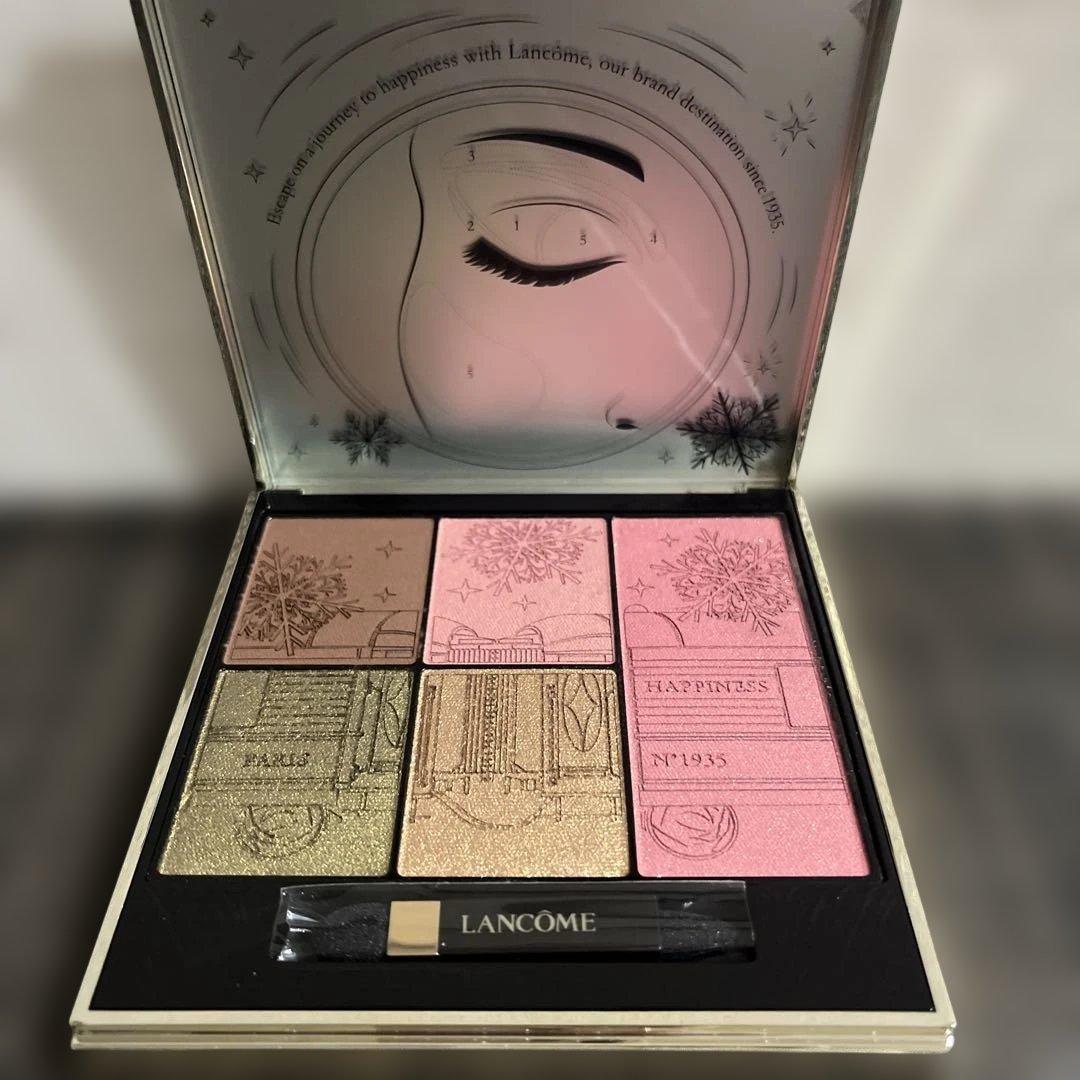 Escape on a journey to happiness with Lancôme, our brand destination since 1935.
3
2 1 5 4
5
HAPPINESS
PARIS N°1935
LANCÔME